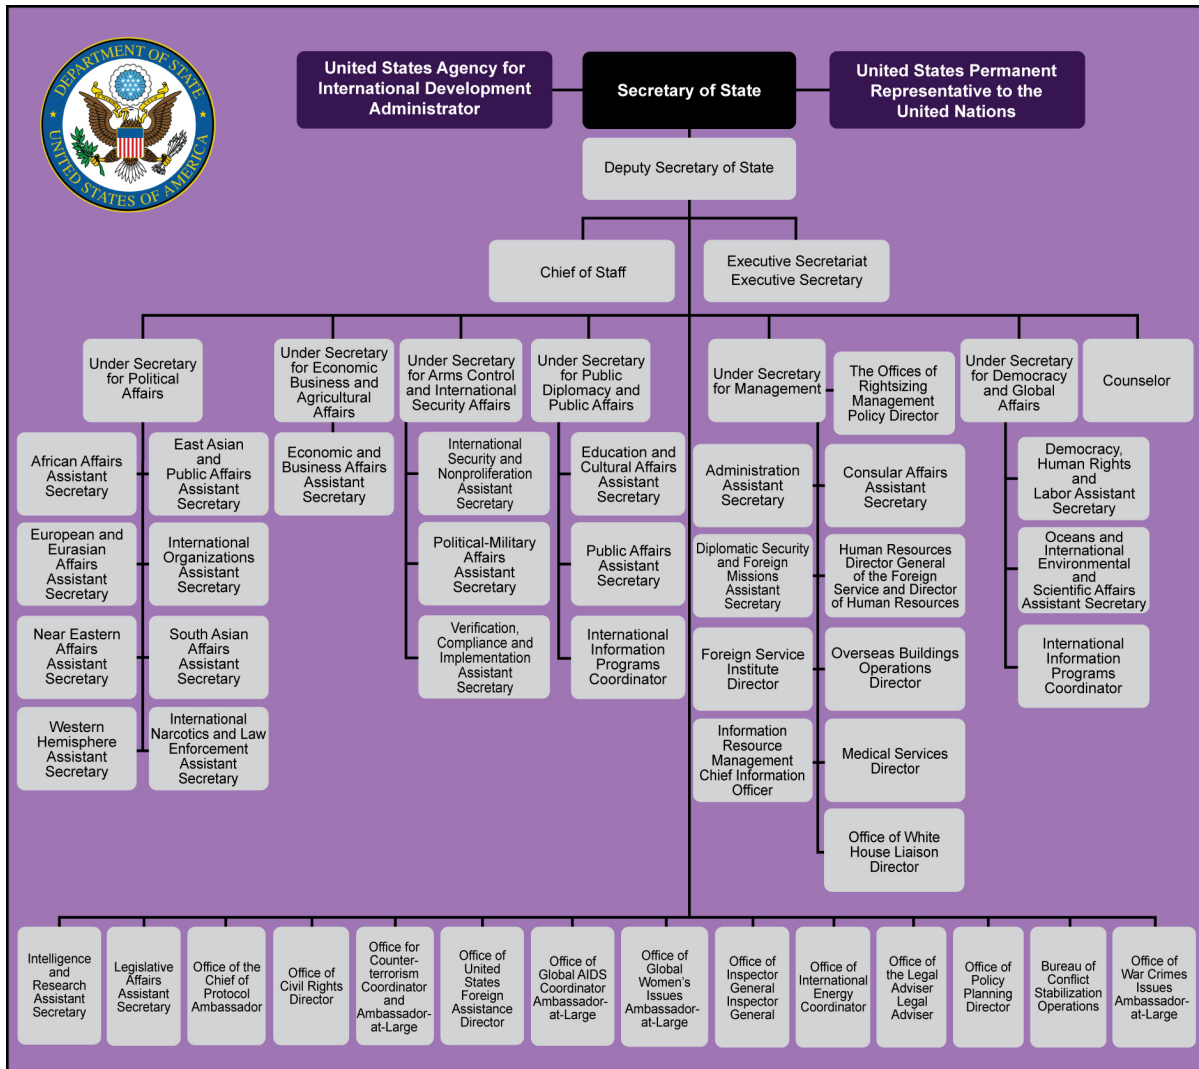 DEPARTMENT OF STATE
UNITED STATES OF AMERICA
United States Agency for
International Development
Administrator
Secretary of State
United States Permanent
Representative to the
United Nations
Deputy Secretary of State
Chief of Staff
Executive Secretariat
Executive Secretary
Under Secretary
for Political
Affairs
Under Secretary
for Economic
Business and
Agricultural
Affairs
Under Secretary
for Arms Control
and International
Security Affairs
Under Secretary
for Public
Diplomacy and
Public Affairs
Under Secretary
for Management
The Offices of
Rightsizing
Management
Policy Director
Under Secretary
for Democracy
and Global
Affairs
Counselor
African Affairs
Assistant
Secretary
East Asian
and
Public Affairs
Assistant
Secretary
European and
Eurasian
Affairs
Assistant
Secretary
International
Organizations
Assistant
Secretary
Near Eastern
Affairs
Assistant
Secretary
South Asian
Affairs
Assistant
Secretary
Western
Hemisphere
Assistant
Secretary
International
Narcotics and Law
Enforcement
Assistant
Secretary
Economic and
Business Affairs
Assistant
Secretary
International
Security and
Nonproliferation
Assistant
Secretary
Political-Military
Affairs
Assistant
Secretary
Verification,
Compliance and
Implementation
Assistant
Secretary
Education and
Cultural Affairs
Assistant
Secretary
Public Affairs
Assistant
Secretary
International
Information
Programs
Coordinator
Administration
Assistant
Secretary
Consular Affairs
Assistant
Secretary
Diplomatic Security
and Foreign
Missions
Assistant
Secretary
Human Resources
Director General
of the Foreign
Service and Director
of Human Resources
Foreign Service
Institute
Director
Overseas Buildings
Operations
Director
Information
Resource
Management
Chief Information
Officer
Medical Services
Director
Office of White
House Liaison
Director
Democracy,
Human Rights
and
Labor Assistant
Secretary
Oceans and
International
Environmental
and
Scientific Affairs
Assistant Secretary
International
Information
Programs
Coordinator
Intelligence
and
Research
Assistant
Secretary
Legislative
Affairs
Assistant
Secretary
Office of the
Chief of
Protocol
Ambassador
Office of
Civil Rights
Director
Office for
Counter-
terrorism
Coordinator
and
Ambassador-
at-Large
Office of
United
States
Foreign
Assistance
Director
Office of
Global AIDS
Coordinator
Ambassador-
at-Large
Office of
Global
Women's
Issues
Ambassador-
at-Large
Office of
Inspector
General
Inspector
General
Office of
International
Energy
Coordinator
Office of
the Legal
Adviser
Legal
Adviser
Office of
Policy
Planning
Director
Bureau of
Conflict
Stabilization
Operations
Office of
War Crimes
Issues
Ambassador-
at-Large